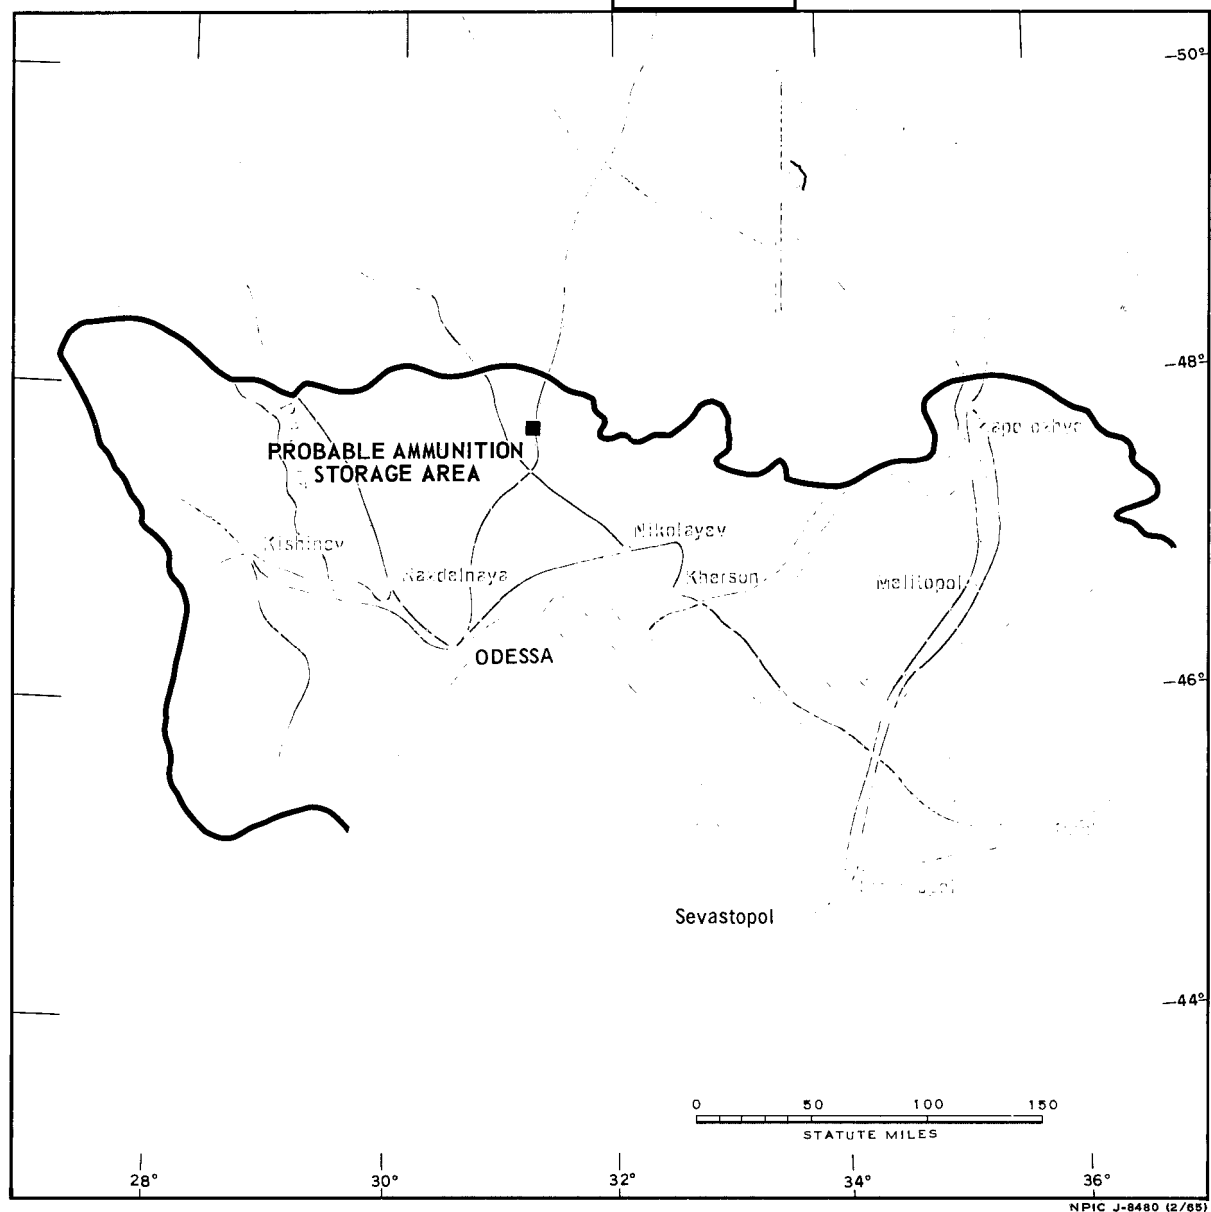 50°
48°
PROBABLE AMMUNITION
STORAGE AREA
Nikolayev
Kishinev
Kherson
Melitopol
ODESSA
46°
Sevastopol
44°
0 50 100 150
STATUTE MILES
28° 30° 32° 34° 36°
NPIC J-8480 (2/65)